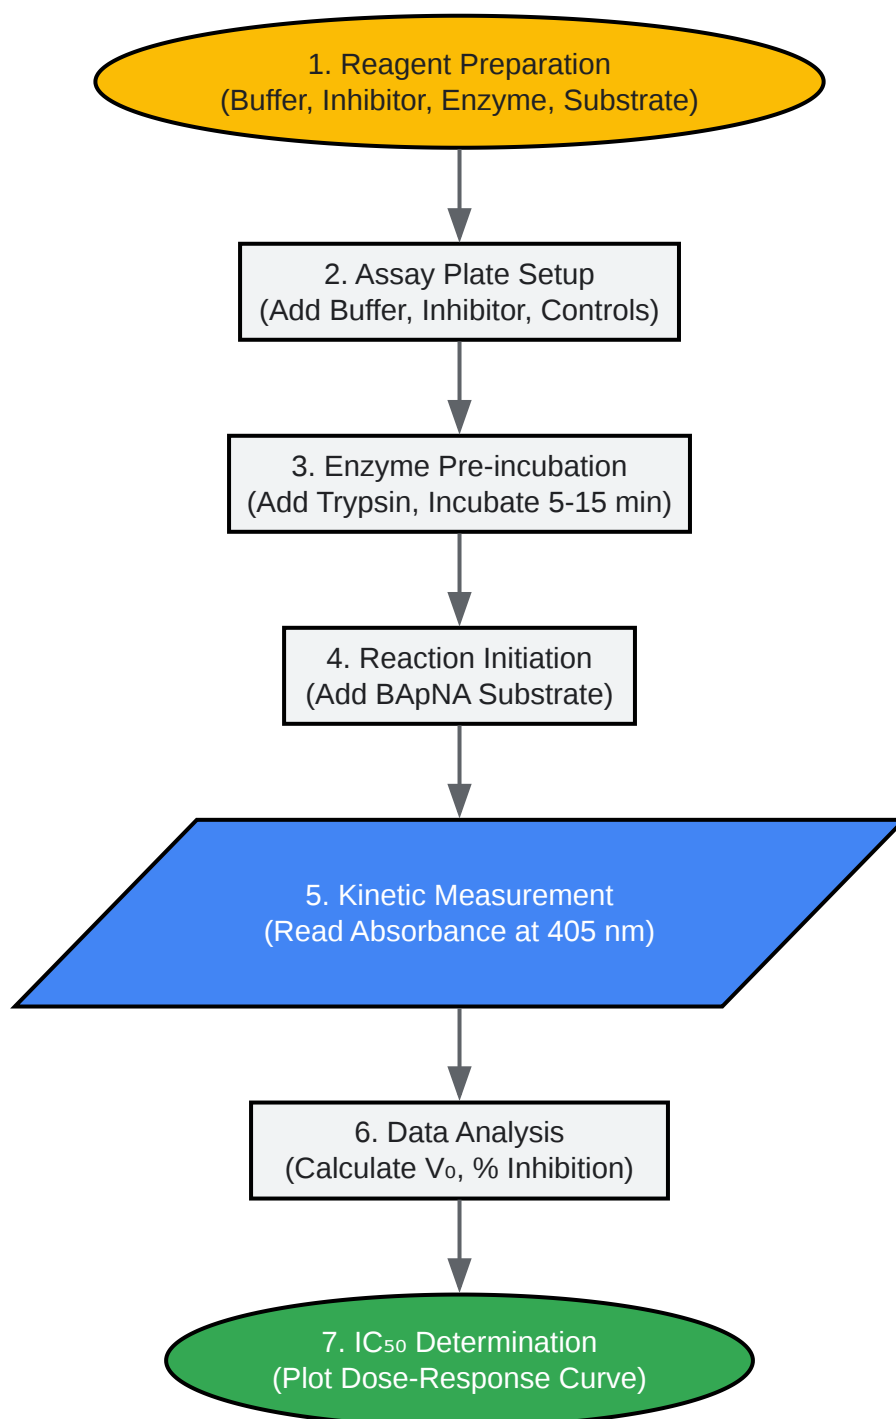 1. Reagent Preparation
(Buffer, Inhibitor, Enzyme, Substrate)
2. Assay Plate Setup
(Add Buffer, Inhibitor, Controls)
3. Enzyme Pre-incubation
(Add Trypsin, Incubate 5-15 min)
4. Reaction Initiation
(Add BApNA Substrate)
5. Kinetic Measurement
(Read Absorbance at 405 nm)
6. Data Analysis
(Calculate V₀, % Inhibition)
7. IC₅₀ Determination
(Plot Dose-Response Curve)